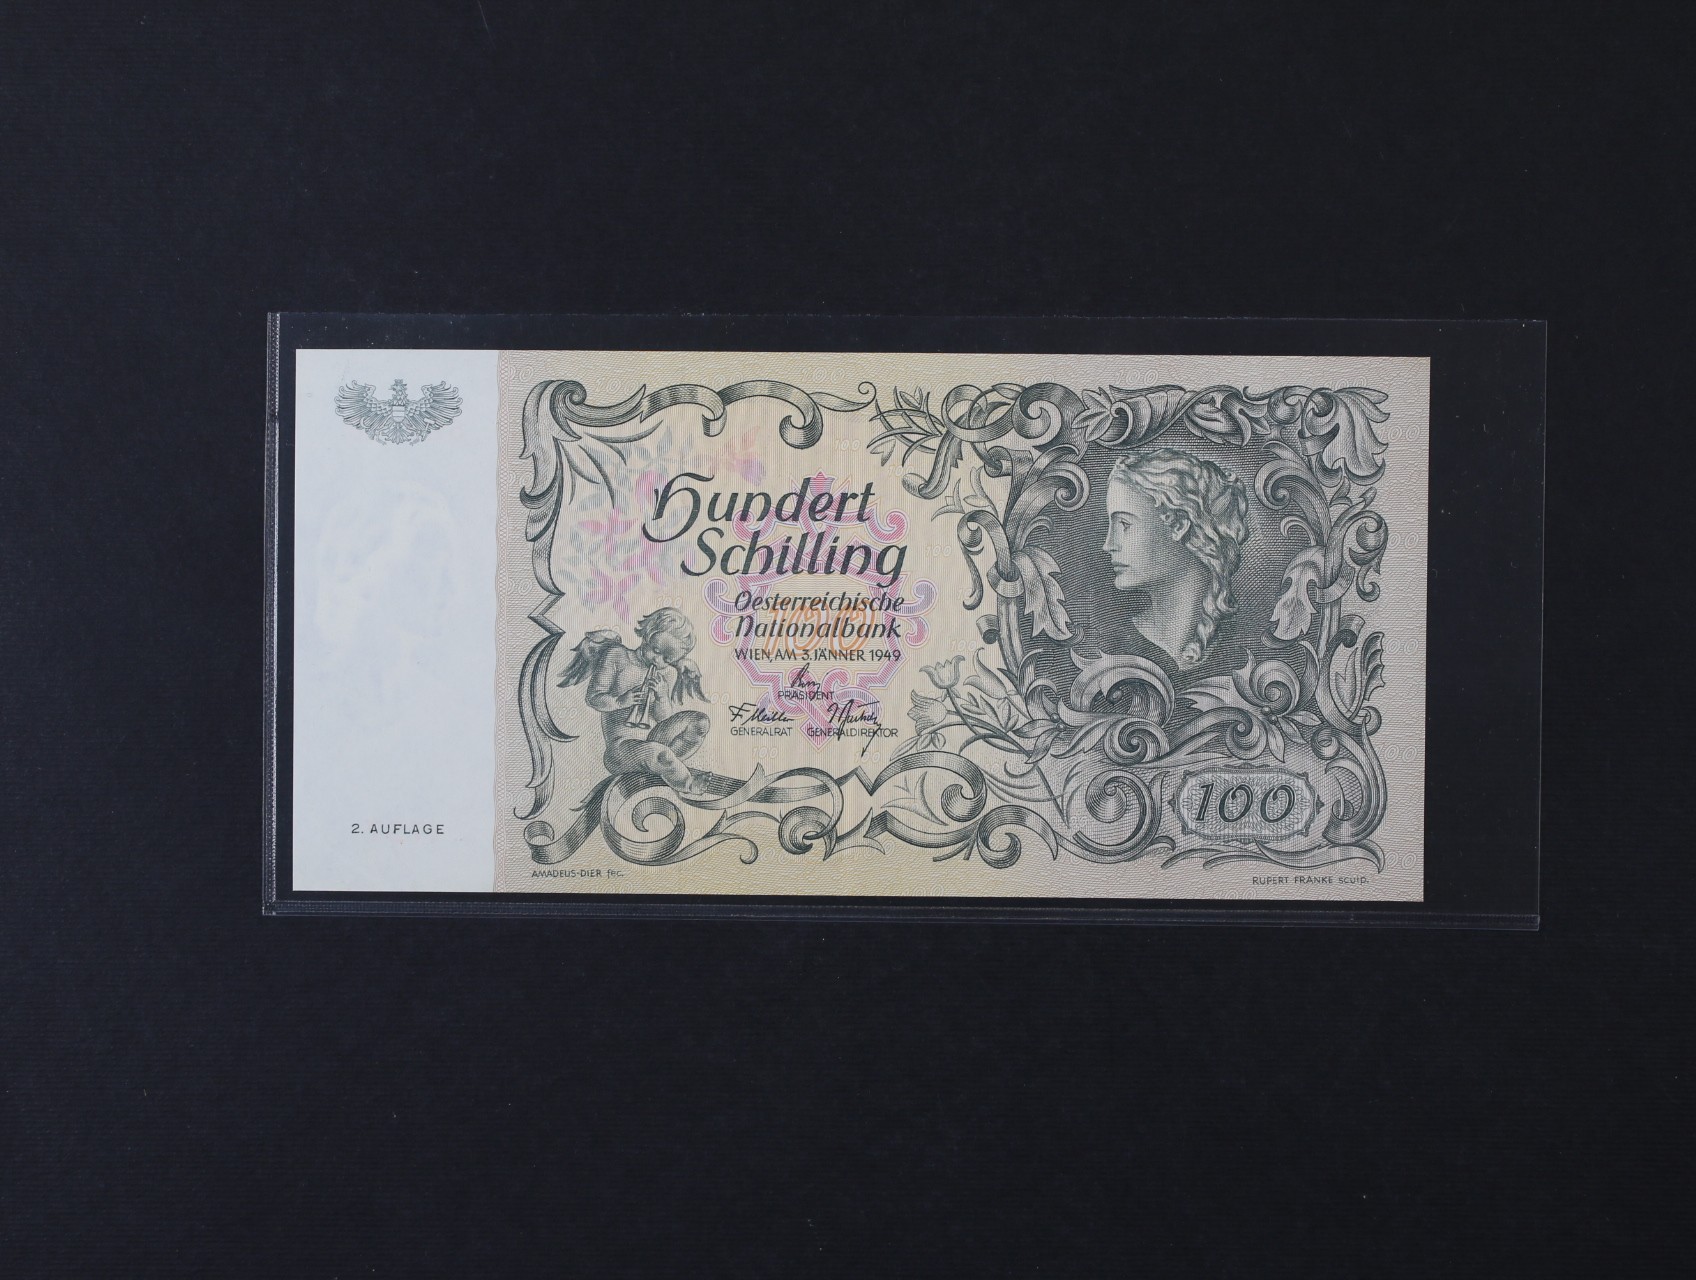 Hundert
Schilling
Oesterreichische
Nationalbank
100
WIEN, AM 3. JÄNNER 1949
PRÄSIDENT
GENERALRAT GENERALDIREKTOR
100
2. AUFLAGE
AMADEUS-DIER fec.
RUPERT FRANKE sculp.